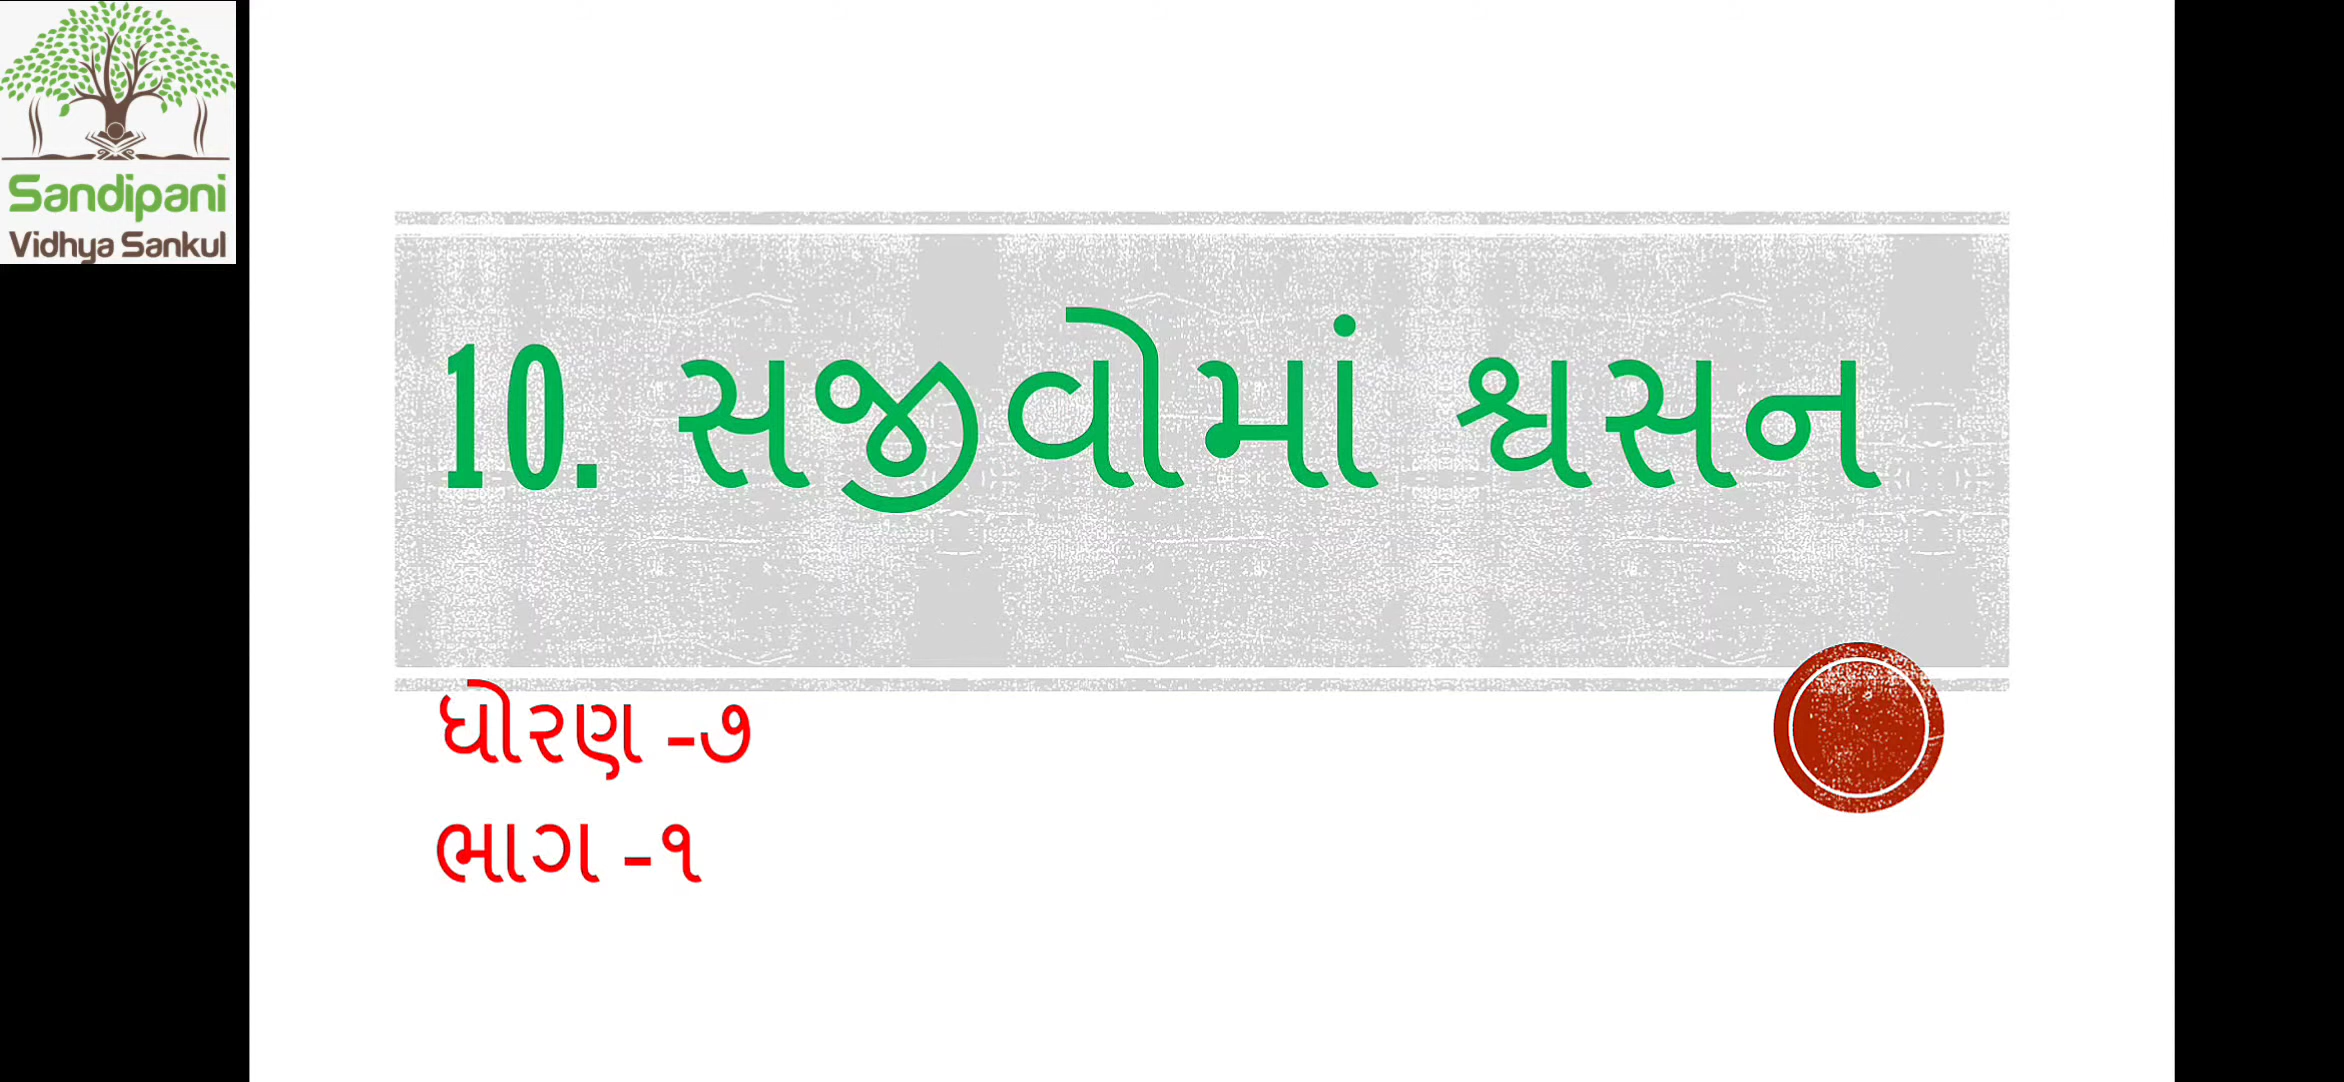 Sandipani
Vidhya Sankul
10. સજીવોમાં શ્વસન
ધોરણ -૭
ભાગ -૧